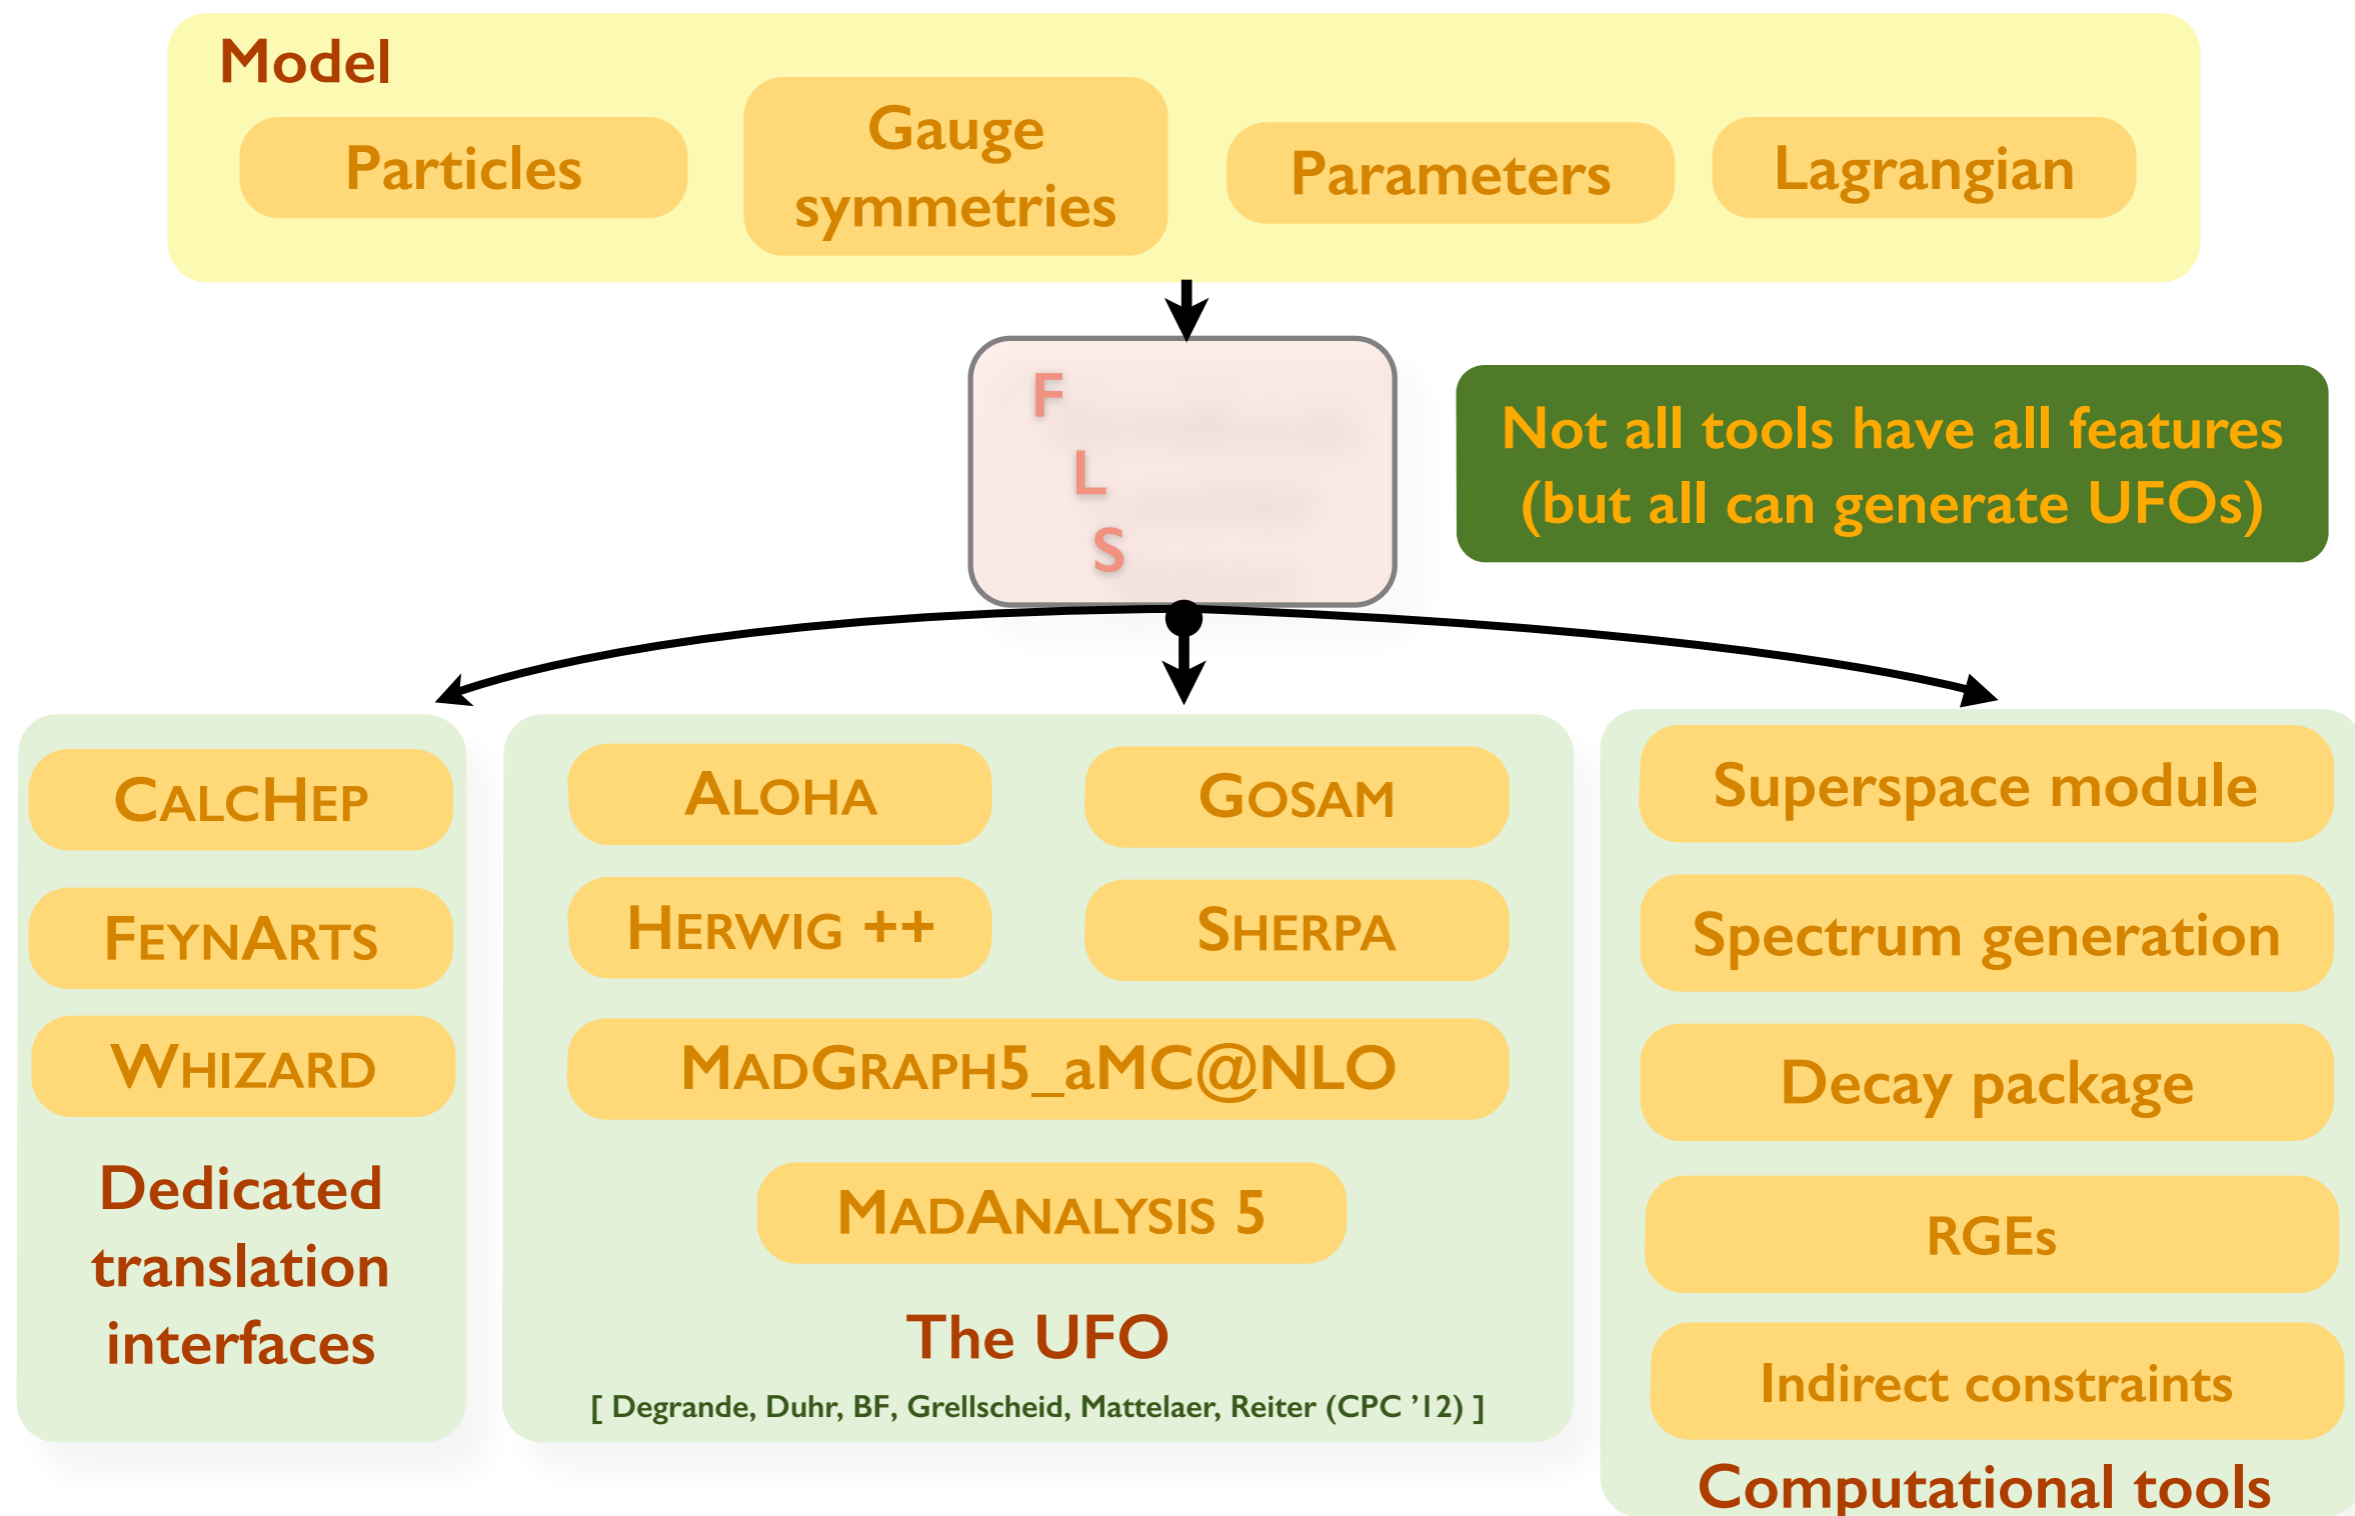 Model
Particles
Gauge
symmetries
Parameters
Lagrangian
F
L
S
Not all tools have all features
(but all can generate UFOs)
CALCHEP
FEYNARTS
WHIZARD
Dedicated
translation
interfaces
ALOHA
GOSAM
HERWIG ++
SHERPA
MADGRAPH5_aMC@NLO
MADANALYSIS 5
The UFO
[ Degrande, Duhr, BF, Grellscheid, Mattelaer, Reiter (CPC ’12) ]
Superspace module
Spectrum generation
Decay package
RGEs
Indirect constraints
Computational tools